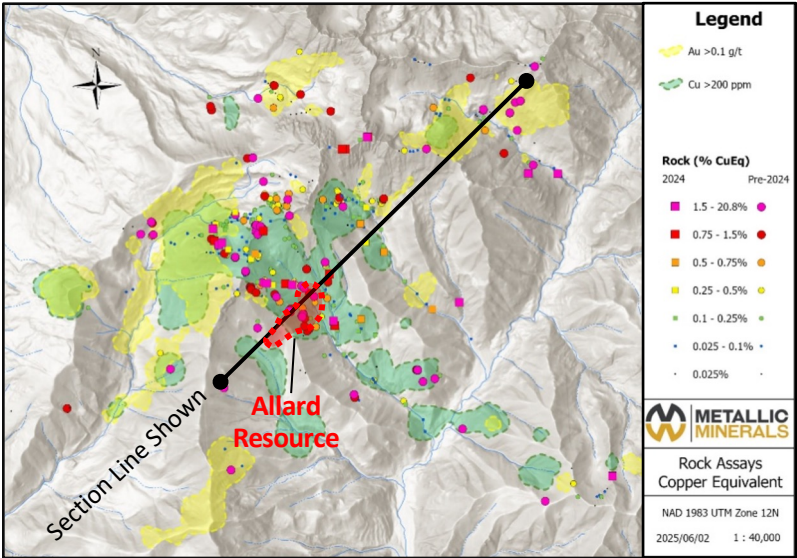 N
Section Line Shown
Allard
Resource
Legend
Au >0.1 g/t
Cu >200 ppm
Rock (% CuEq)
2024 Pre-2024
1.5 - 20.8%
0.75 - 1.5%
0.5 - 0.75%
0.25 - 0.5%
0.1 - 0.25%
0.025 - 0.1%
0.025%
METALLIC
MINERALS
Rock Assays
Copper Equivalent
NAD 1983 UTM Zone 12N
2025/06/02 1 : 40,000